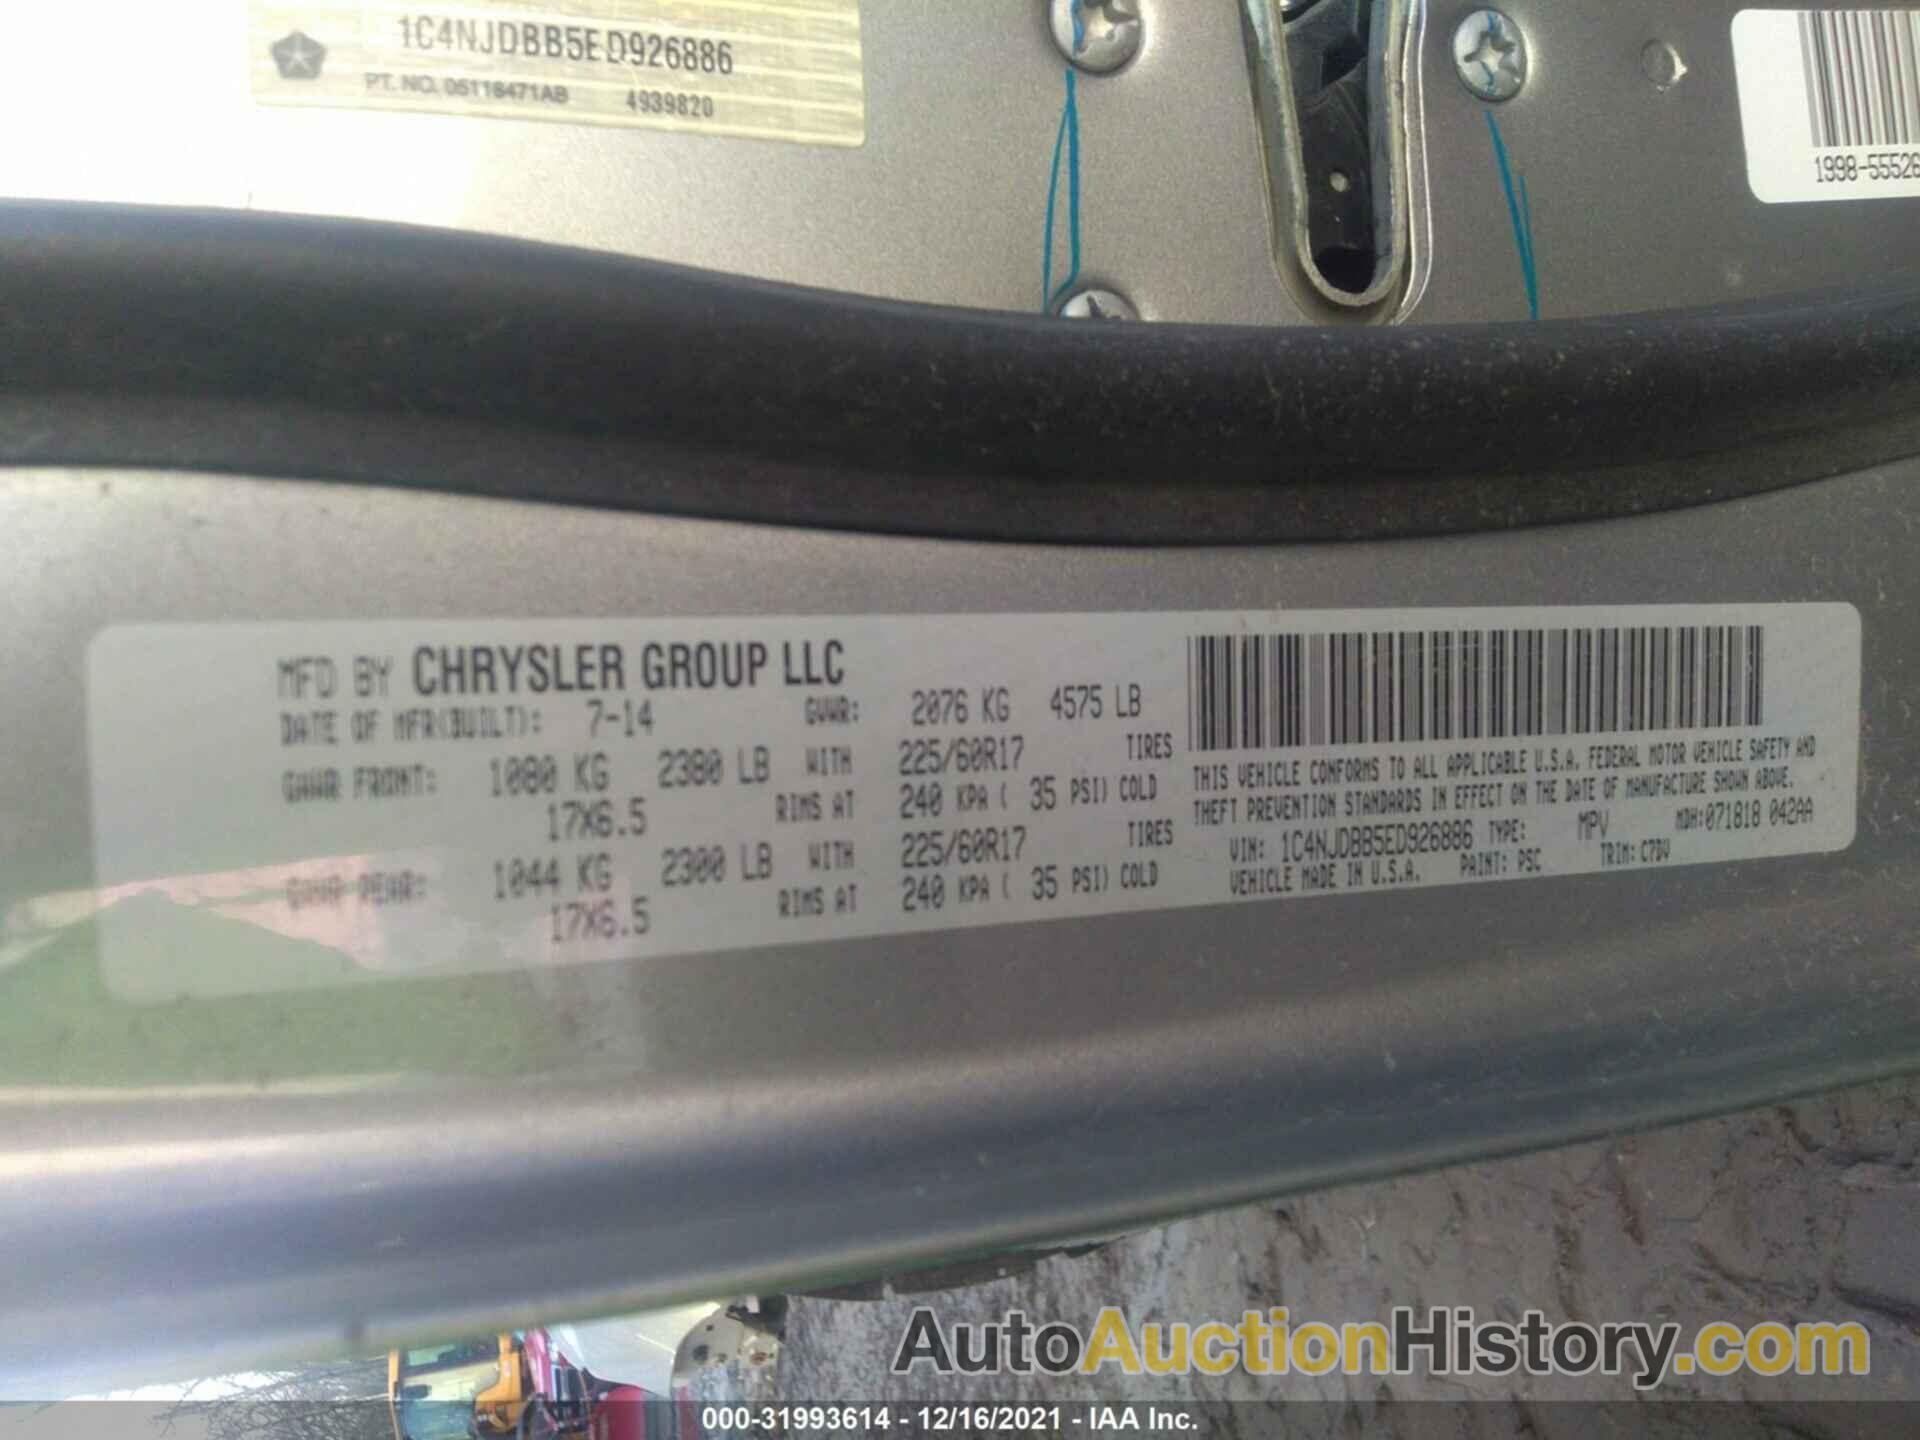 1C4NJDBB5ED926886
PT. NO. 05118471AB 4939820
1998-55526
MFD BY CHRYSLER GROUP LLC
DATE OF MFR(BUILT): 7-14 GVWR: 2076 KG 4575 LB
GAWR FRONT: 1080 KG 2380 LB WITH 225/60R17 TIRES
17X6.5 RIMS AT 240 KPA ( 35 PSI) COLD
GAWR REAR: 1044 KG 2300 LB WITH 225/60R17 TIRES
17X6.5 RIMS AT 240 KPA ( 35 PSI) COLD
THIS VEHICLE CONFORMS TO ALL APPLICABLE U.S.A. FEDERAL MOTOR VEHICLE SAFETY AND
THEFT PREVENTION STANDARDS IN EFFECT ON THE DATE OF MANUFACTURE SHOWN ABOVE.
VIN: 1C4NJDBB5ED926886 TYPE: MPV MDH:071818 042AA
VEHICLE MADE IN U.S.A. PAINT: PSC TRIM: C7DV
AutoAuctionHistory.com
000-31993614 - 12/16/2021 - IAA Inc.